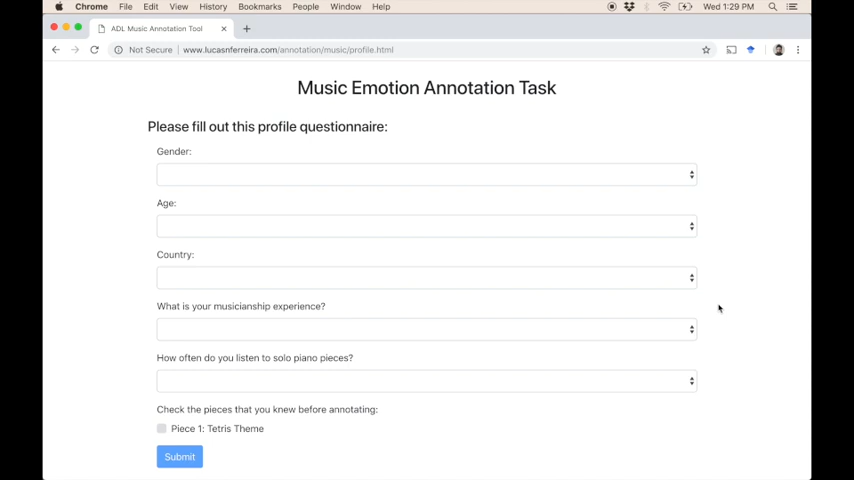 Chrome File Edit View History Bookmarks People Window Help Wed 1:29 PM
ADL Music Annotation Tool
Not Secure www.lucasnferreira.com/annotation/music/profile.html
Music Emotion Annotation Task
Please fill out this profile questionnaire:
Gender:
Age:
Country:
What is your musicianship experience?
How often do you listen to solo piano pieces?
Check the pieces that you knew before annotating:
Piece 1: Tetris Theme
Submit